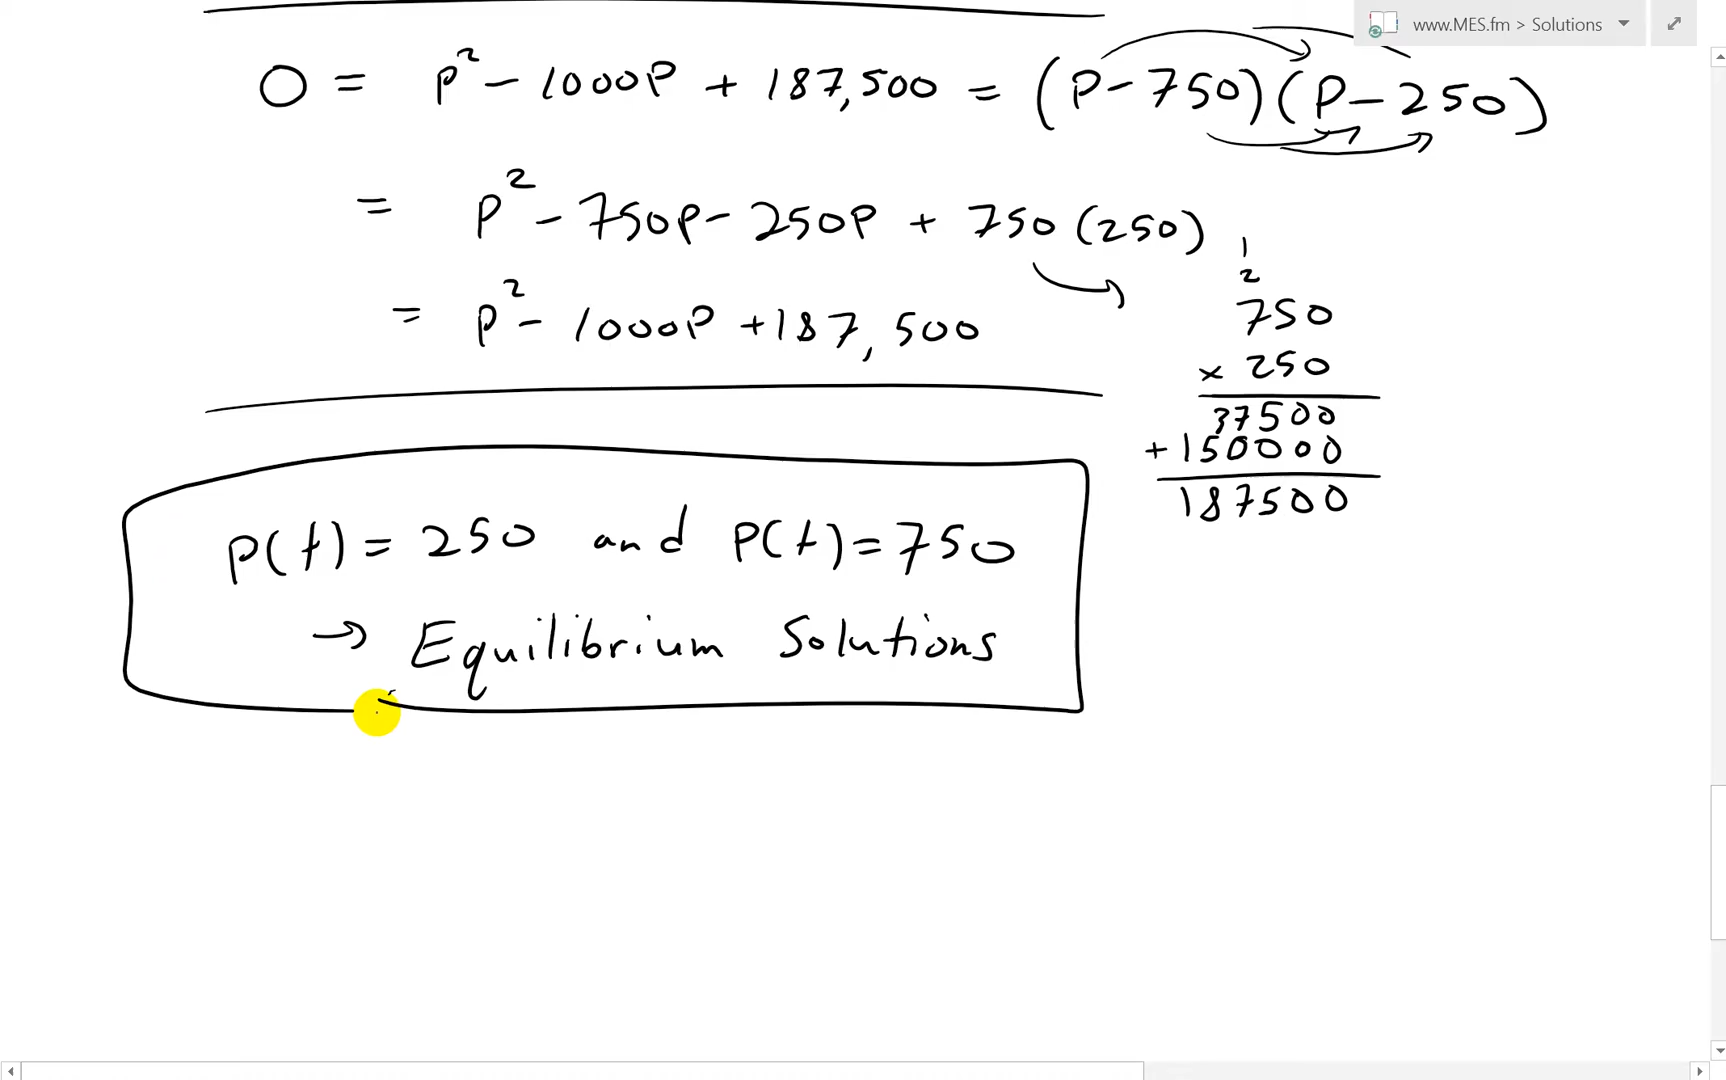 www.MES.fm > Solutions
0 = P² - 1000P + 187,500 = (P - 750)(P - 250)
= P² - 750P - 250P + 750 (250)
= P² - 1000P + 187,500
1
2
750
x 250
37500
+ 150000
187500
P(t) = 250 and P(t) = 750
→ Equilibrium Solutions